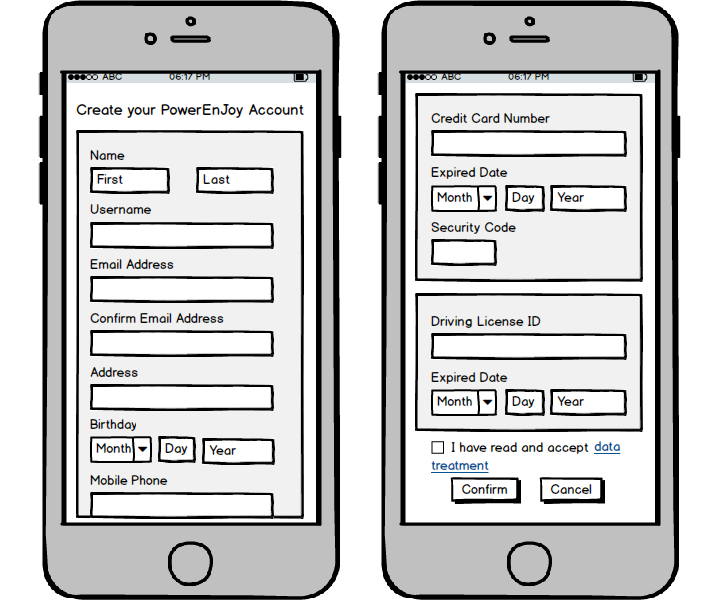 ABC 06:17 PM
Create your PowerEnJoy Account
Name
First Last
Username
Email Address
Confirm Email Address
Address
Birthday
Month Day Year
Mobile Phone
ABC 06:17 PM
Credit Card Number
Expired Date
Month Day Year
Security Code
Driving License ID
Expired Date
Month Day Year
I have read and accept data
treatment
Confirm Cancel